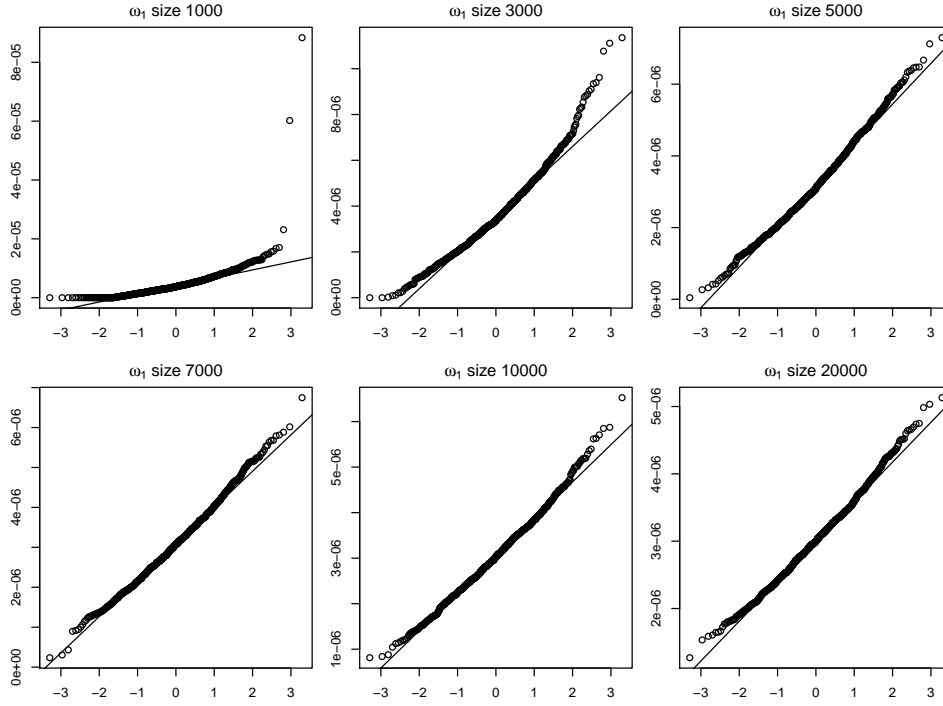 ω₁ size 1000
ω₁ size 3000
ω₁ size 5000
0e+00 2e-05 4e-05 6e-05 8e-05
0e+00 4e-06 8e-06
0e+00 2e-06 4e-06 6e-06
-3 -2 -1 0 1 2 3
-3 -2 -1 0 1 2 3
-3 -2 -1 0 1 2 3
ω₁ size 7000
ω₁ size 10000
ω₁ size 20000
0e+00 2e-06 4e-06 6e-06
1e-06 3e-06 5e-06
2e-06 3e-06 4e-06 5e-06
-3 -2 -1 0 1 2 3
-3 -2 -1 0 1 2 3
-3 -2 -1 0 1 2 3